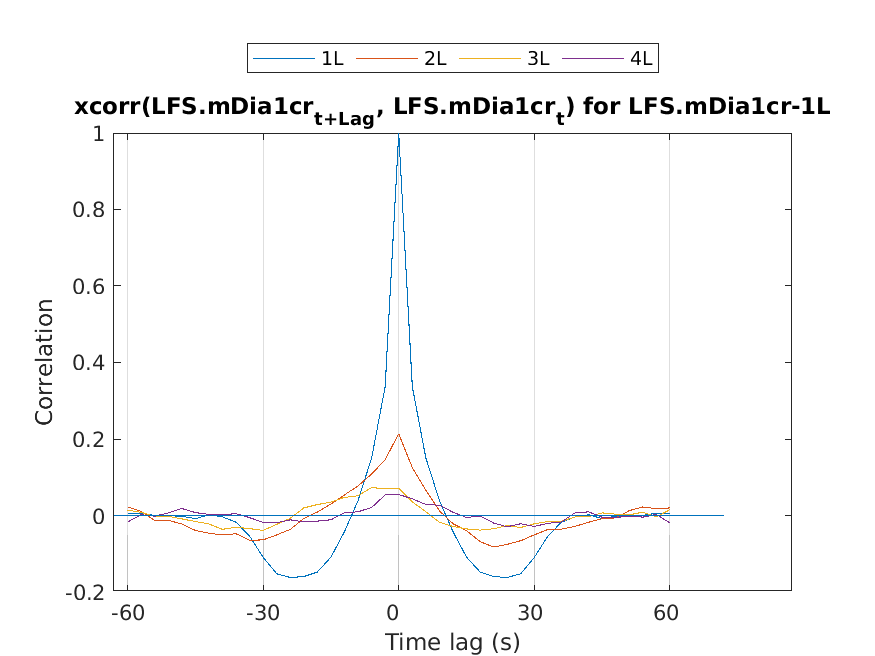 1L 2L 3L 4L
xcorr(LFS.mDia1cr_{t+Lag}, LFS.mDia1cr_t) for LFS.mDia1cr-1L
1
0.8
0.6
0.4
0.2
0
-0.2
Correlation
-60 -30 0 30 60
Time lag (s)